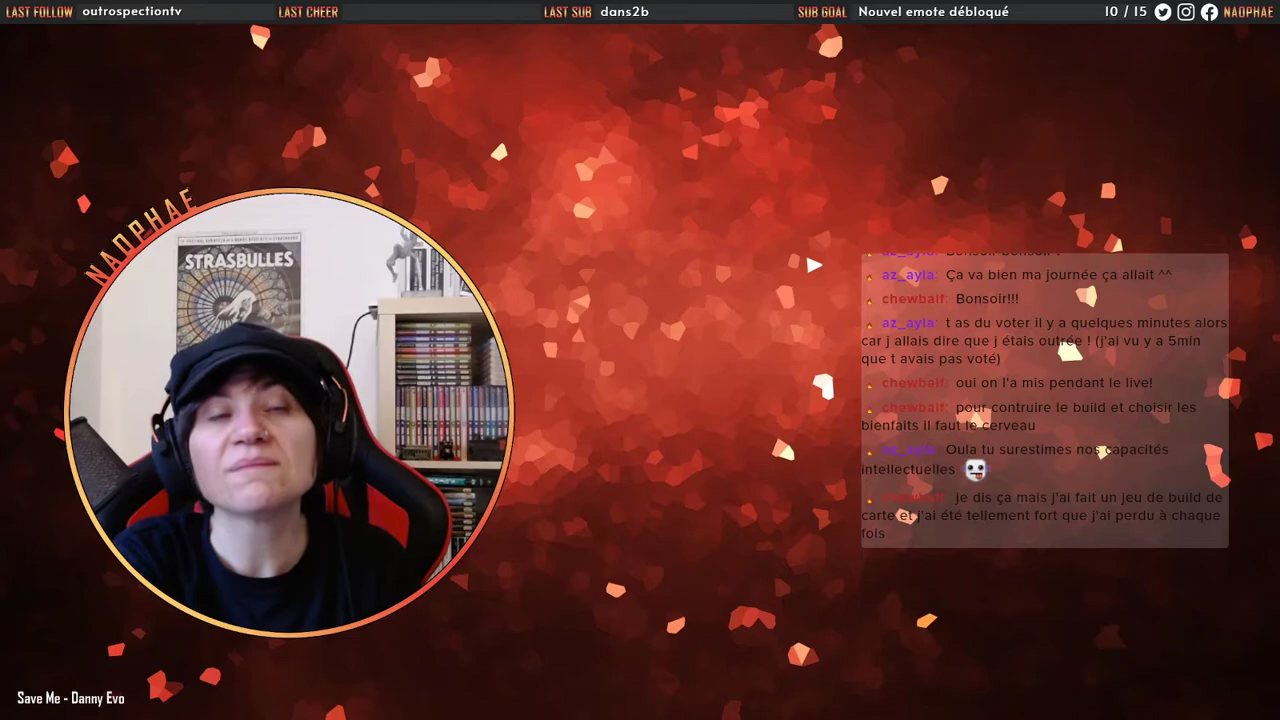 LAST FOLLOW outrospectiontv LAST CHEER LAST SUB dans2b SUB GOAL Nouvel emote débloqué 10 / 15 NAOPHAE
NAOPHAE
STRASBULLES
az_ayla: Bonsoir bonsoir !
az_ayla: Ça va bien ma journée ça allait ^^
chewbalf: Bonsoir!!!
az_ayla: t as du voter il y a quelques minutes alors
car j allais dire que j étais outrée ! (j'ai vu y a 5min
que t avais pas voté)
chewbalf: oui on l'a mis pendant le live!
chewbalf: pour contruire le build et choisir les
bienfaits il faut le cerveau
az_ayla: Oula tu surestimes nos capacités
intellectuelles
chewbalf: je dis ça mais j'ai fait un jeu de build de
carte et j'ai été tellement fort que j'ai perdu à chaque
fois
Save Me - Danny Evo